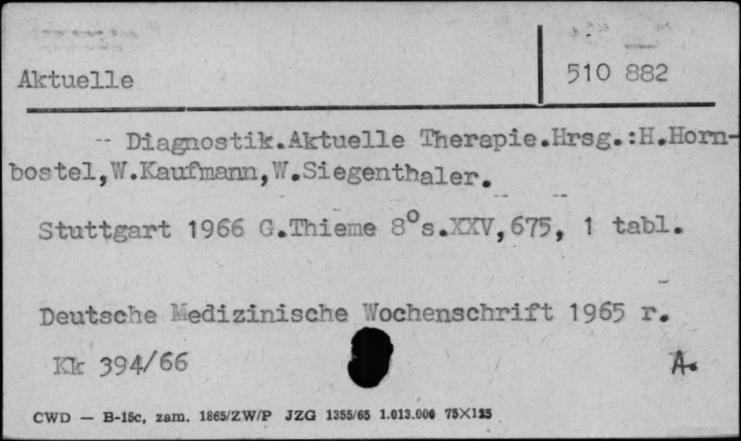 Aktuelle
510 882
-- Diagnostik.Aktuelle Therapie.Hrsg.:H.Horn-
bostel,W.Kaufmann,W.Siegenthaler.
Stuttgart 1966 G.Thieme 8°s.XXV,675, 1 tabl.
Deutsche Medizinische Wochenschrift 1965 r.
Kk 394/66
A.
CWD — B-15c, zam. 1865/ZW/P JZG 1355/65 1.013.000 75X125